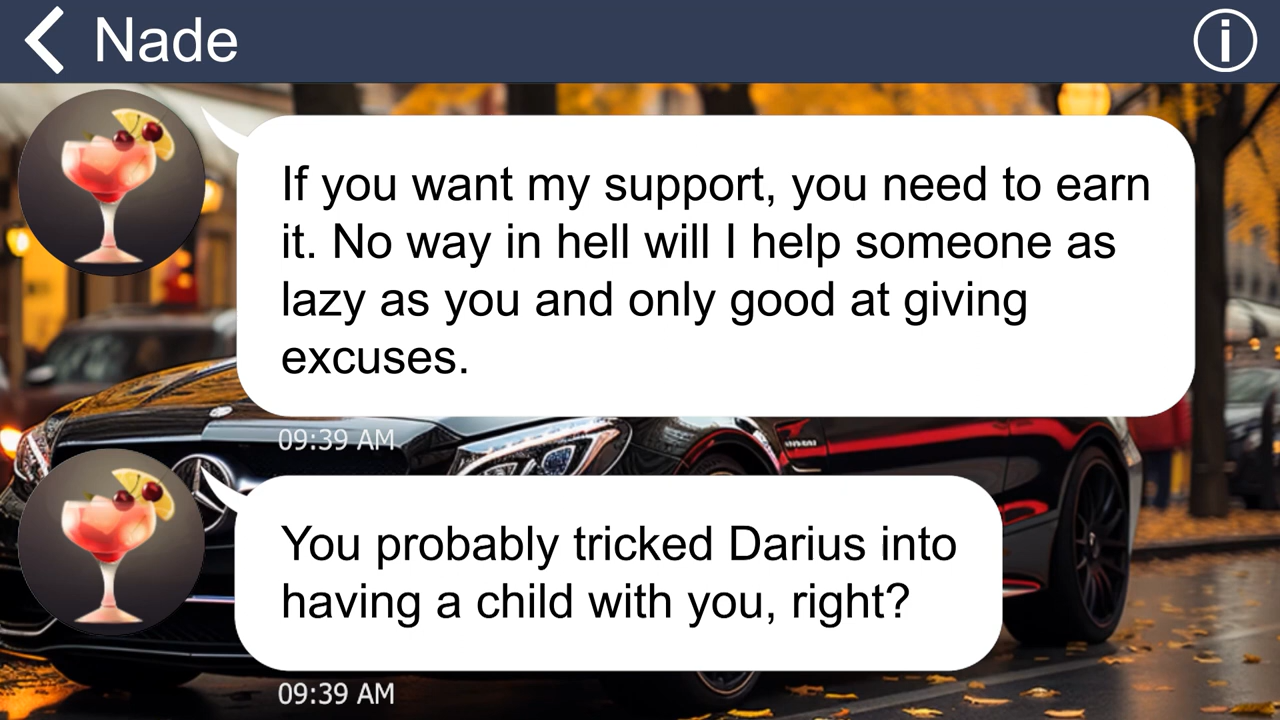 Nade
If you want my support, you need to earn
it. No way in hell will I help someone as
lazy as you and only good at giving
excuses.
09:39 AM
You probably tricked Darius into
having a child with you, right?
09:39 AM